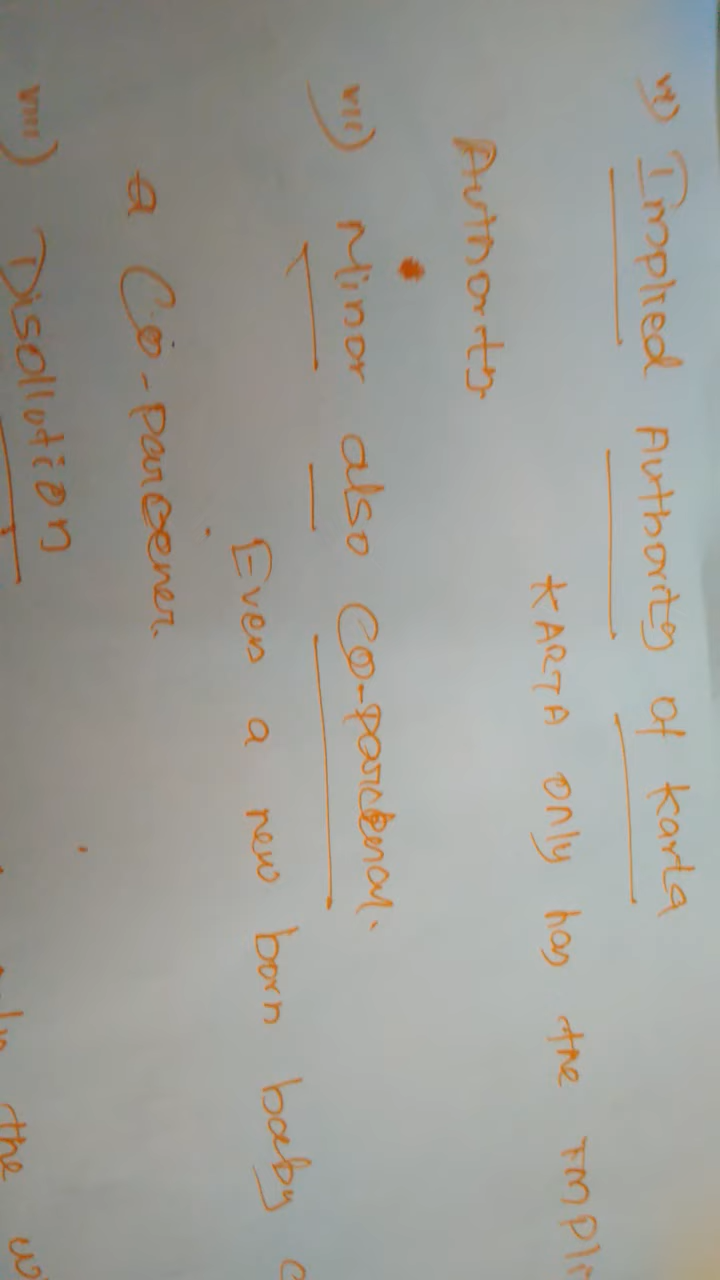 vi) Implied Authority of Karta
KARTA only has the IMPLI
Authority
vii) Minor also Co-parcenar.
Even a new born baby
a Co-parcener.
viii) Disollution
the